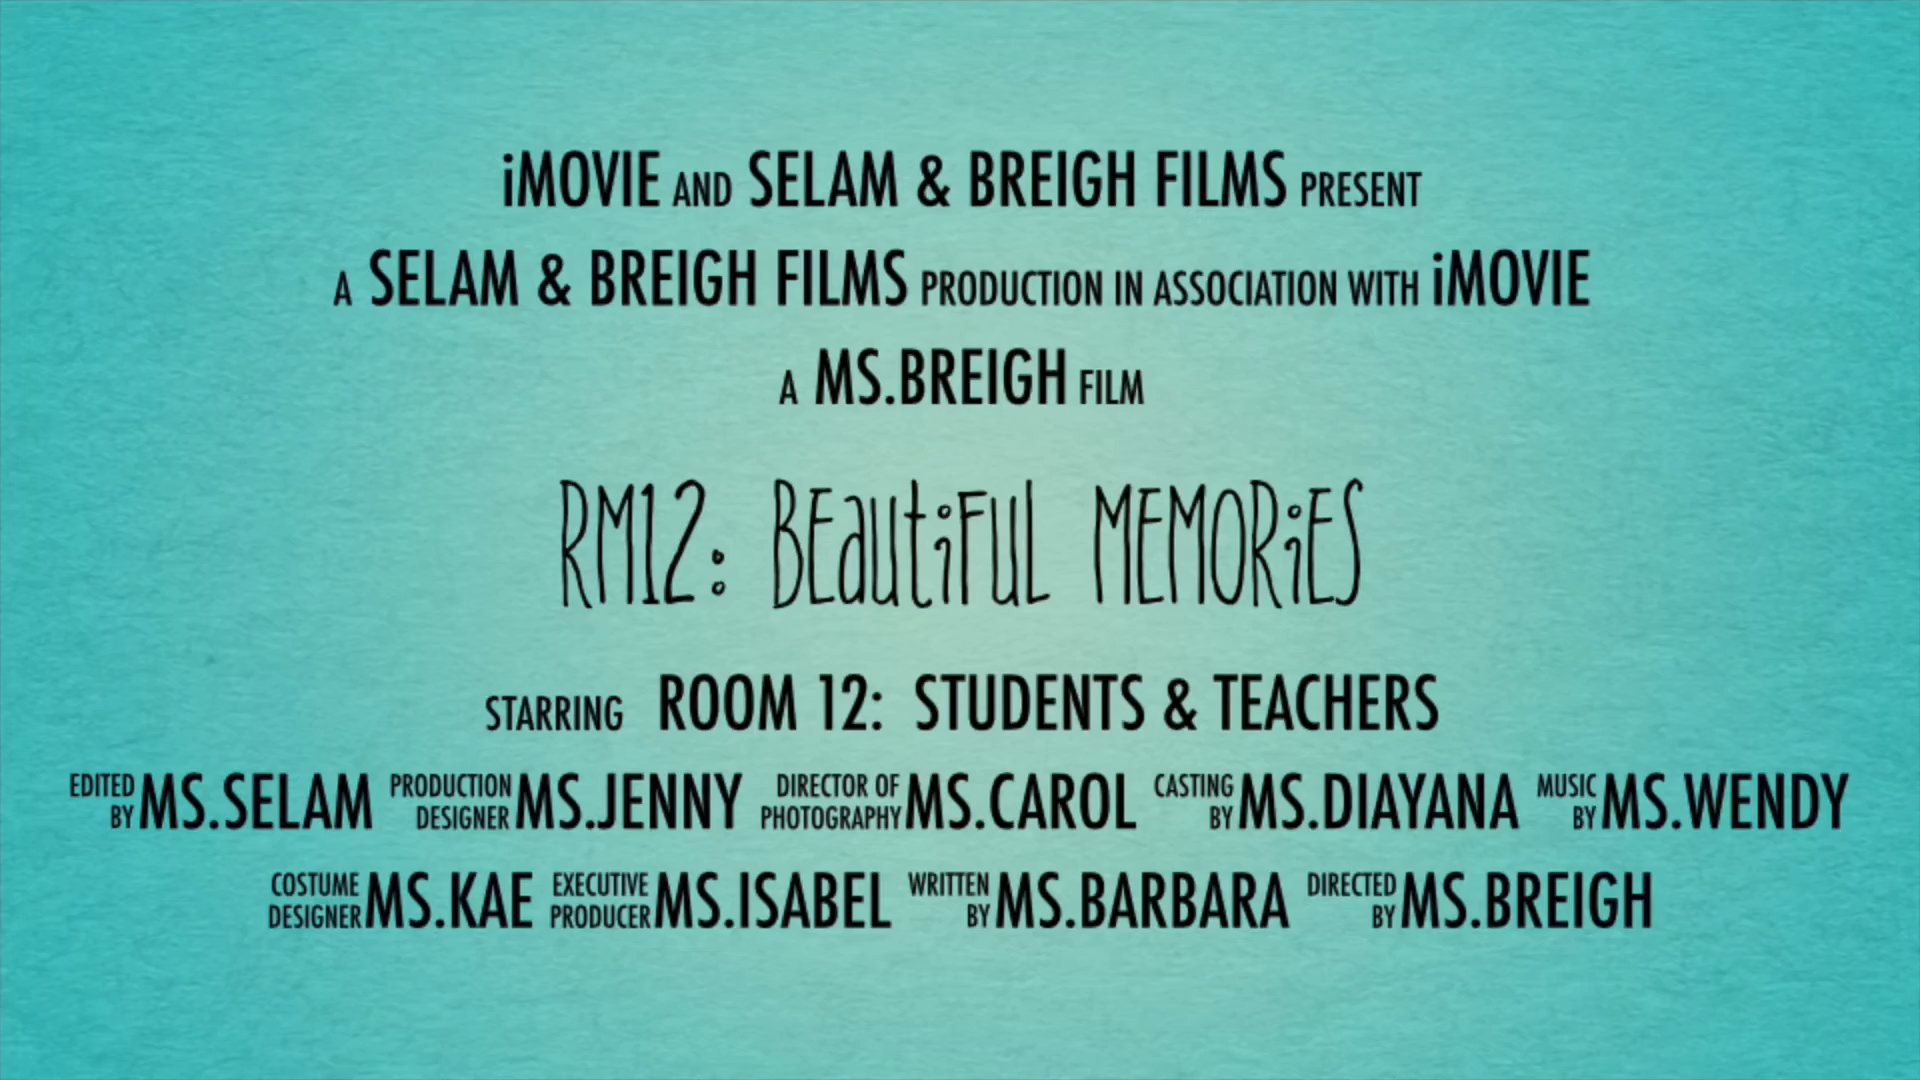 iMOVIE AND SELAM & BREIGH FILMS PRESENT
A SELAM & BREIGH FILMS PRODUCTION IN ASSOCIATION WITH iMOVIE
A MS.BREIGH FILM
RM12: BEautiFUL MEMORiES
STARRING ROOM 12: STUDENTS & TEACHERS
EDITED BY MS.SELAM PRODUCTION DESIGNER MS.JENNY DIRECTOR OF PHOTOGRAPHY MS.CAROL CASTING BY MS.DIAYANA MUSIC BY MS.WENDY
COSTUME DESIGNER MS.KAE EXECUTIVE PRODUCER MS.ISABEL WRITTEN BY MS.BARBARA DIRECTED BY MS.BREIGH